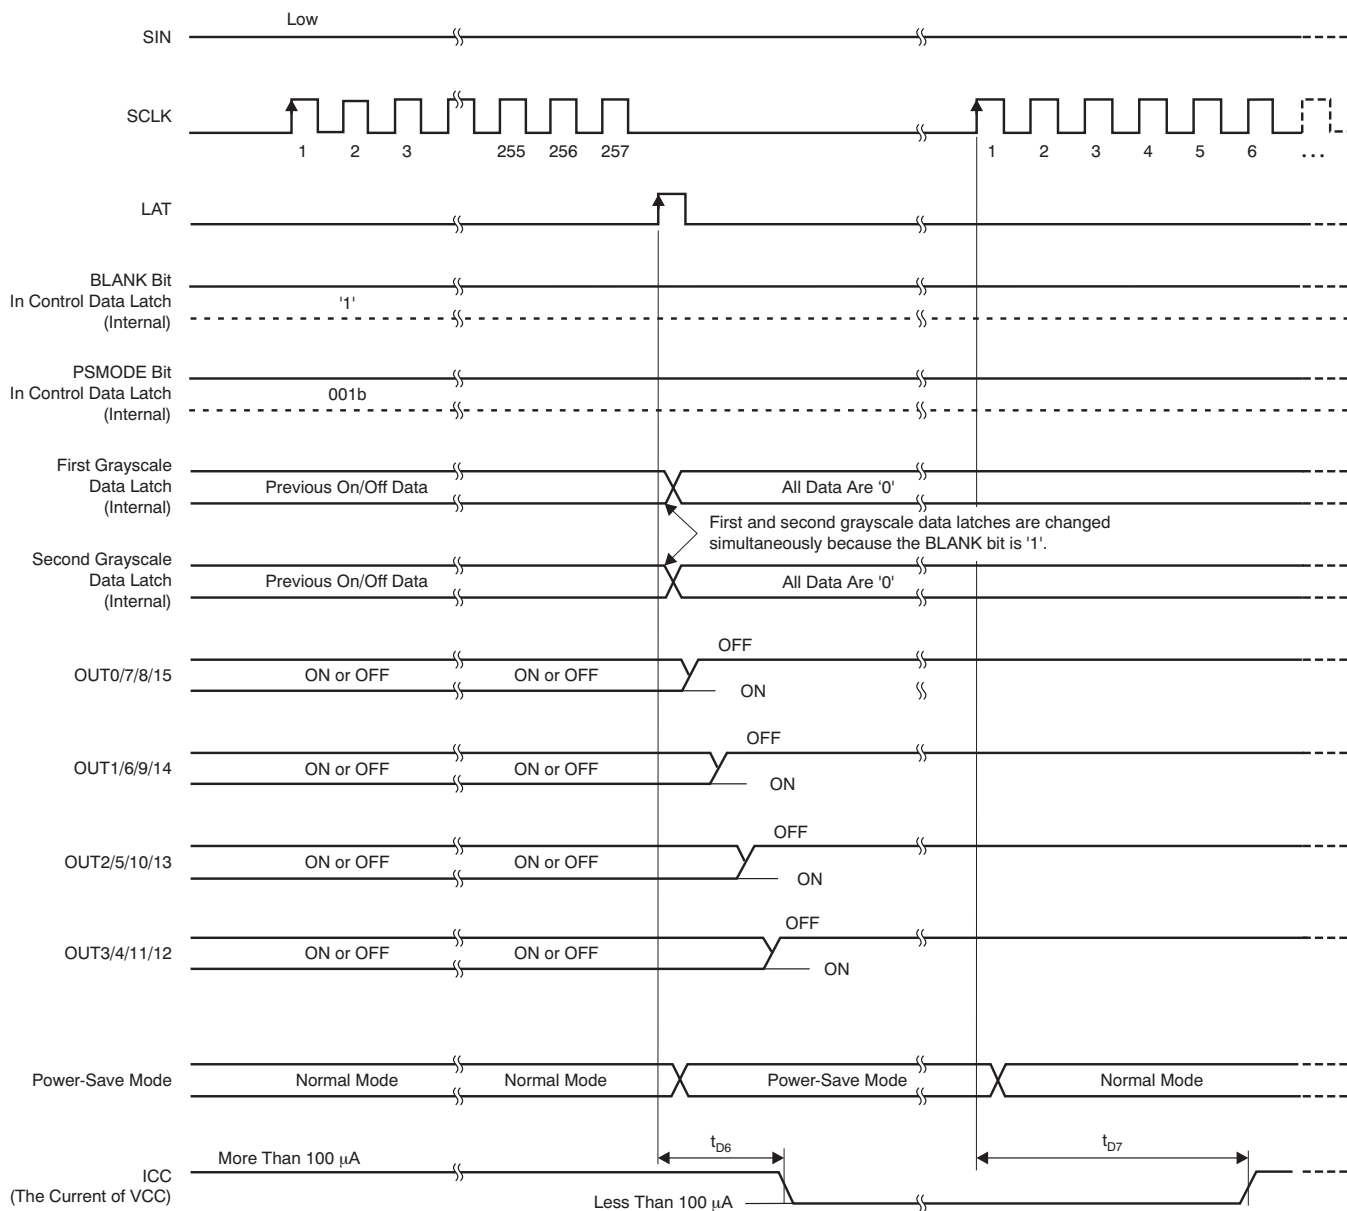 Low
SIN
SCLK
1 2 3 255 256 257 1 2 3 4 5 6 ...
LAT
BLANK Bit
In Control Data Latch
(Internal)
'1'
PSMODE Bit
In Control Data Latch
(Internal)
001b
First Grayscale
Data Latch
(Internal)
Previous On/Off Data
All Data Are '0'
First and second grayscale data latches are changed
simultaneously because the BLANK bit is '1'.
Second Grayscale
Data Latch
(Internal)
Previous On/Off Data
All Data Are '0'
OUT0/7/8/15
ON or OFF
ON or OFF
OFF
ON
OUT1/6/9/14
ON or OFF
ON or OFF
OFF
ON
OUT2/5/10/13
ON or OFF
ON or OFF
OFF
ON
OUT3/4/11/12
ON or OFF
ON or OFF
OFF
ON
Power-Save Mode
Normal Mode
Normal Mode
Power-Save Mode
Normal Mode
ICC
(The Current of VCC)
More Than 100 μA
tD6
Less Than 100 μA
tD7